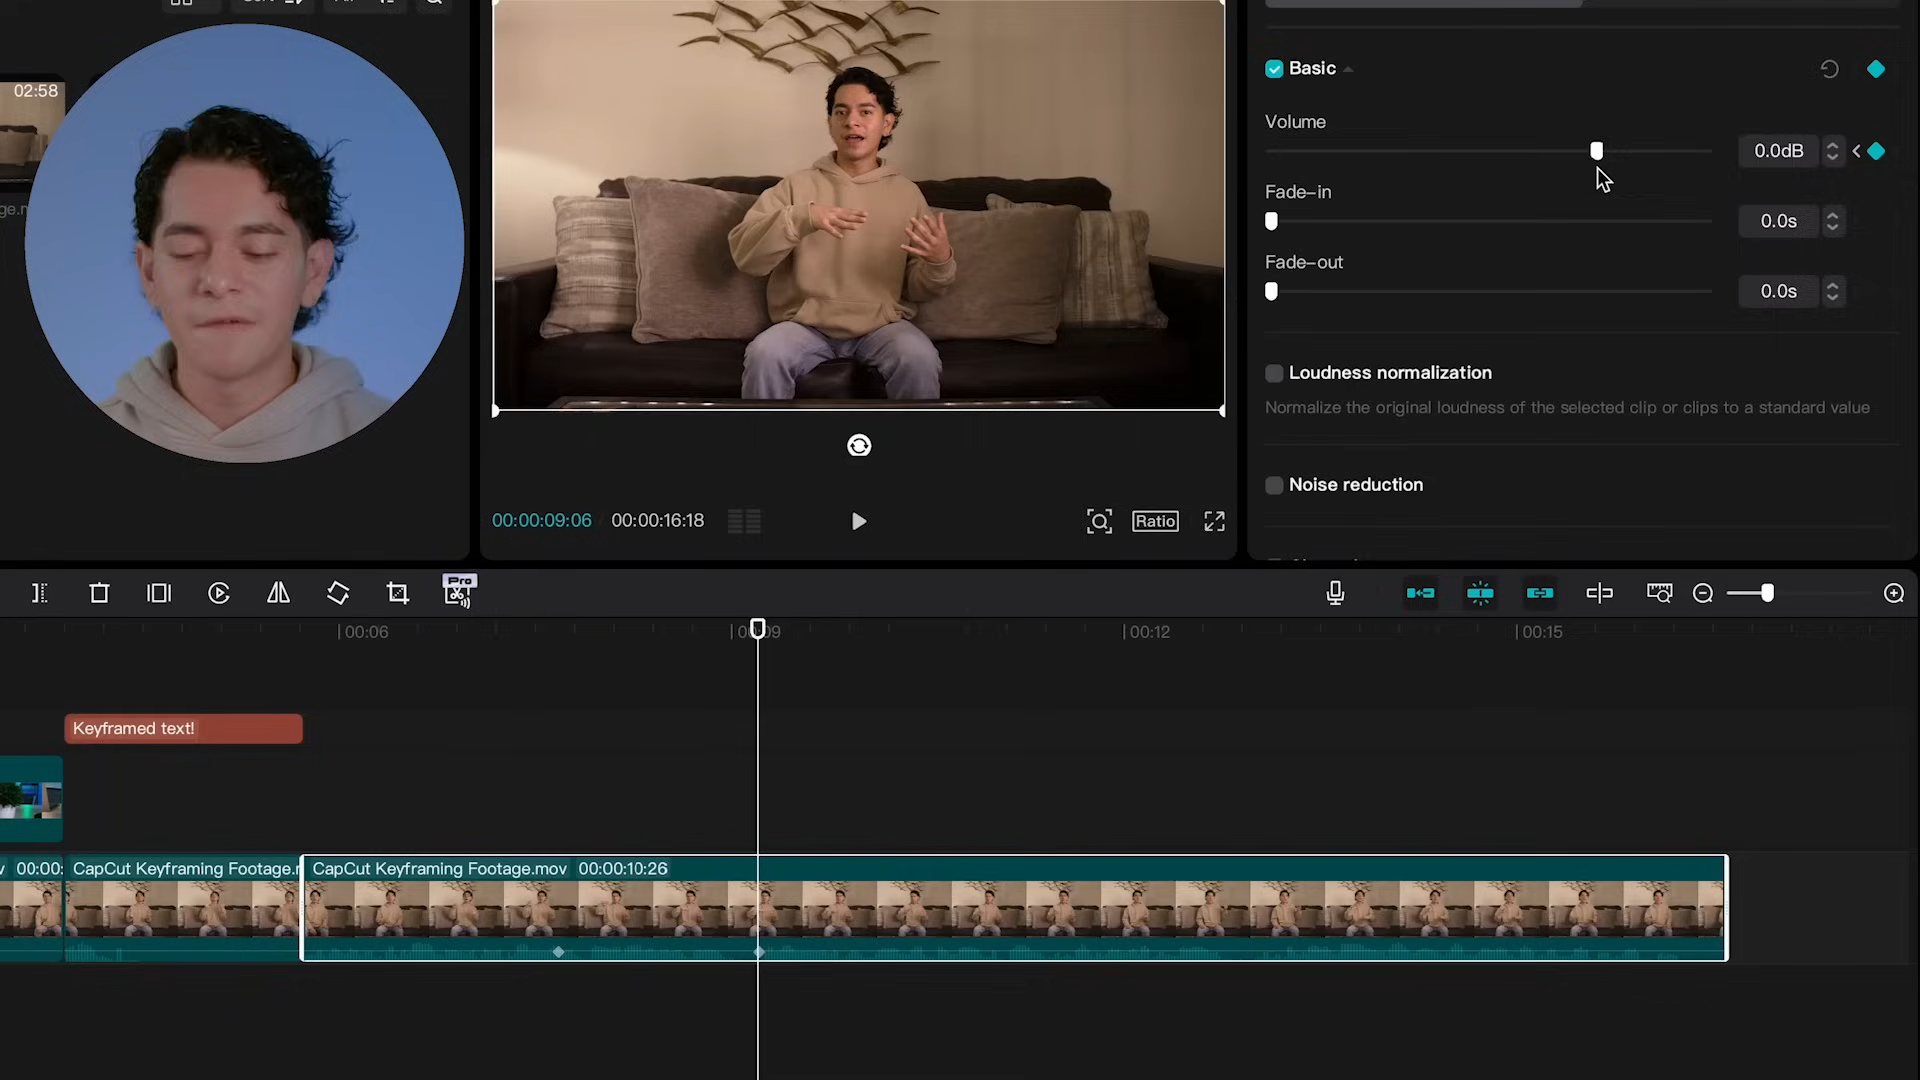 02:58
Basic
Volume
0.0dB
Fade-in
0.0s
Fade-out
0.0s
Loudness normalization
Normalize the original loudness of the selected clip or clips to a standard value
Noise reduction
00:00:09:06 00:00:16:18
Ratio
Pro
00:06
00:09
00:12
00:15
Keyframed text!
00:00:
CapCut Keyframing Footage.
CapCut Keyframing Footage.mov 00:00:10:26